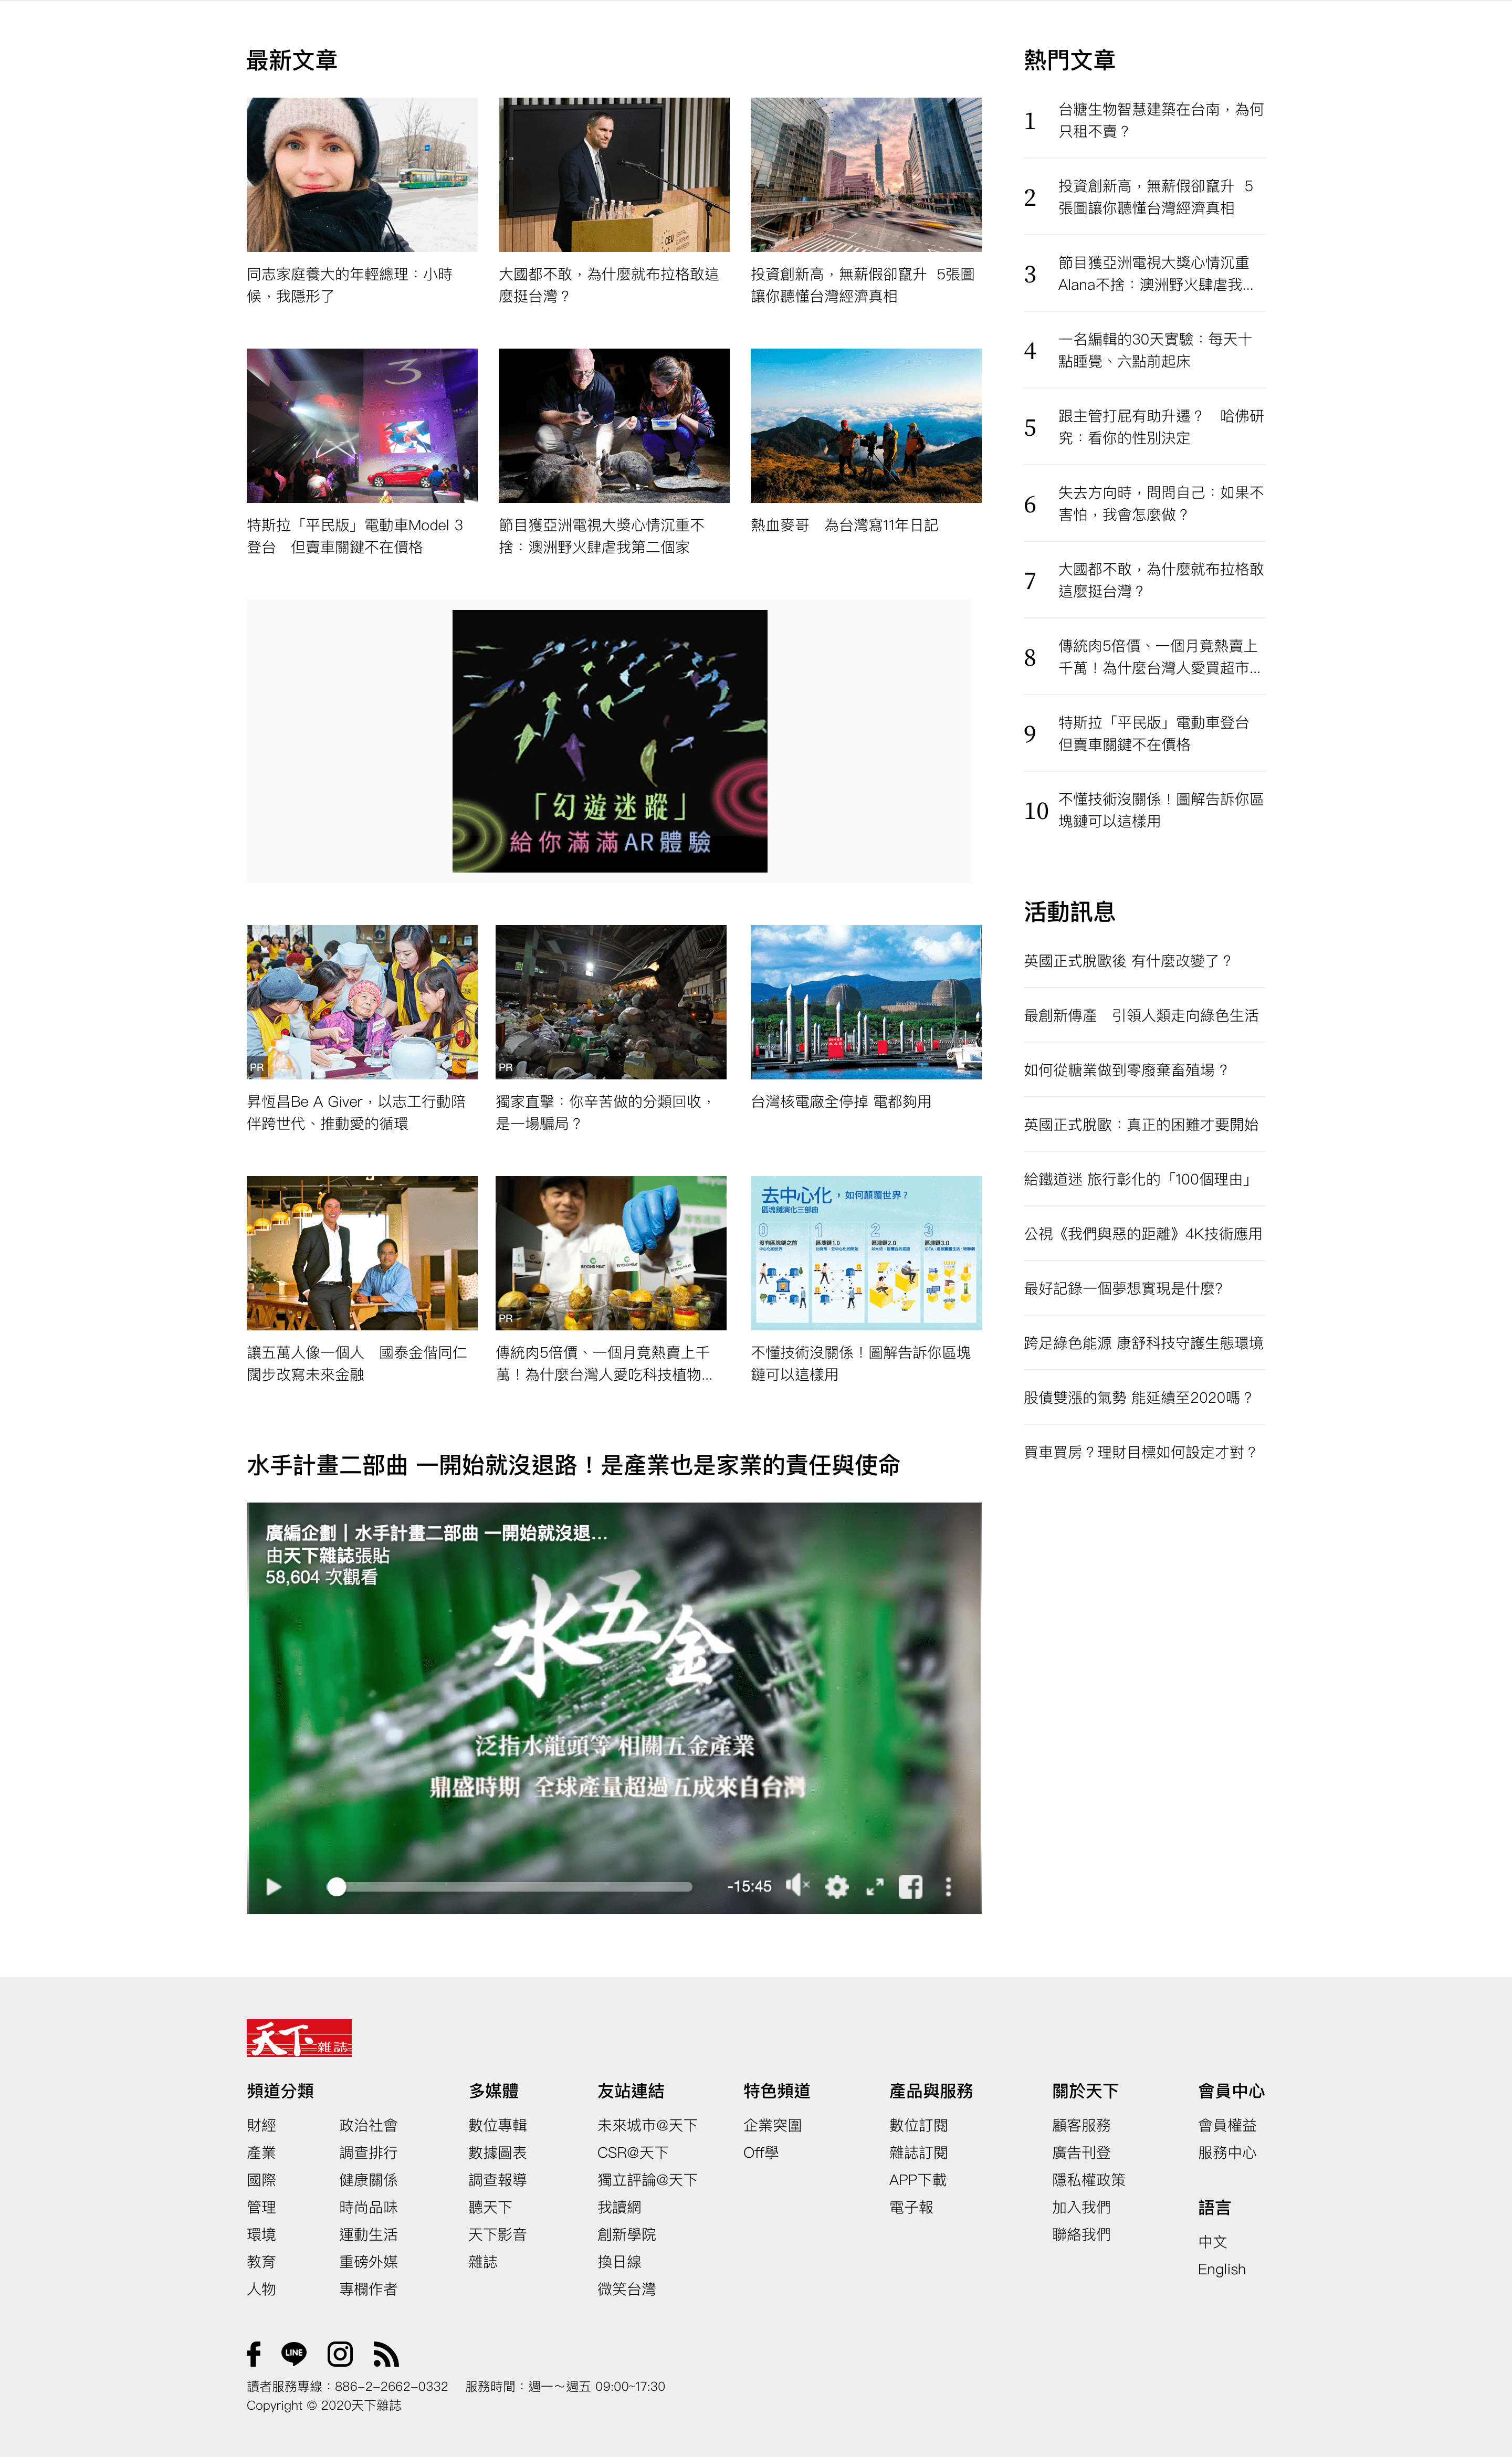 最新文章
同志家庭養大的年輕總理：小時
候，我隱形了
大國都不敢，為什麼就布拉格敢這
麼挺台灣？
投資創新高，無薪假卻竄升 5張圖
讓你聽懂台灣經濟真相
3
TESLA
特斯拉「平民版」電動車Model 3
登台　但賣車關鍵不在價格
節目獲亞洲電視大獎心情沉重不
捨：澳洲野火肆虐我第二個家
熱血麥哥　為台灣寫11年日記
「幻遊迷蹤」
給你滿滿AR體驗
PR
昇恆昌Be A Giver，以志工行動陪
伴跨世代、推動愛的循環
PR
獨家直擊：你辛苦做的分類回收，
是一場騙局？
台灣核電廠全停掉 電都夠用
讓五萬人像一個人　國泰金偕同仁
闊步改寫未來金融
BEYOND MEAT
PR
傳統肉5倍價、一個月竟熱賣上千
萬！為什麼台灣人愛吃科技植物...
去中心化，如何顛覆世界？
區塊鏈演化三部曲
0 1 2 3
沒有區塊鏈之前 區塊鏈1.0 區塊鏈2.0 區塊鏈3.0
不懂技術沒關係！圖解告訴你區塊
鏈可以這樣用
水手計畫二部曲 一開始就沒退路！是產業也是家業的責任與使命
廣編企劃｜水手計畫二部曲 一開始就沒退...
由天下雜誌張貼
58,604 次觀看
水五金
泛指水龍頭等 相關五金產業
鼎盛時期 全球產量超過五成來自台灣
-15:45
熱門文章
1
台糖生物智慧建築在台南，為何
只租不賣？
2
投資創新高，無薪假卻竄升 5
張圖讓你聽懂台灣經濟真相
3
節目獲亞洲電視大獎心情沉重
Alana不捨：澳洲野火肆虐我...
4
一名編輯的30天實驗：每天十
點睡覺、六點前起床
5
跟主管打屁有助升遷？　哈佛研
究：看你的性別決定
6
失去方向時，問問自己：如果不
害怕，我會怎麼做？
7
大國都不敢，為什麼就布拉格敢
這麼挺台灣？
8
傳統肉5倍價、一個月竟熱賣上
千萬！為什麼台灣人愛買超市...
9
特斯拉「平民版」電動車登台
但賣車關鍵不在價格
10
不懂技術沒關係！圖解告訴你區
塊鏈可以這樣用
活動訊息
英國正式脫歐後 有什麼改變了？
最創新傳產　引領人類走向綠色生活
如何從糖業做到零廢棄畜殖場？
英國正式脫歐：真正的困難才要開始
給鐵道迷 旅行彰化的「100個理由」
公視《我們與惡的距離》4K技術應用
最好記錄一個夢想實現是什麼?
跨足綠色能源 康舒科技守護生態環境
股債雙漲的氣勢 能延續至2020嗎？
買車買房？理財目標如何設定才對？
天下雜誌
頻道分類
財經
產業
國際
管理
環境
教育
人物
政治社會
調查排行
健康關係
時尚品味
運動生活
重磅外媒
專欄作者
多媒體
數位專輯
數據圖表
調查報導
聽天下
天下影音
雜誌
友站連結
未來城市@天下
CSR@天下
獨立評論@天下
我讀網
創新學院
換日線
微笑台灣
特色頻道
企業突圍
Off學
產品與服務
數位訂閱
雜誌訂閱
APP下載
電子報
關於天下
顧客服務
廣告刊登
隱私權政策
加入我們
聯絡我們
會員中心
會員權益
服務中心
語言
中文
English
LINE
讀者服務專線：886-2-2662-0332　服務時間：週一～週五 09:00~17:30
Copyright © 2020天下雜誌